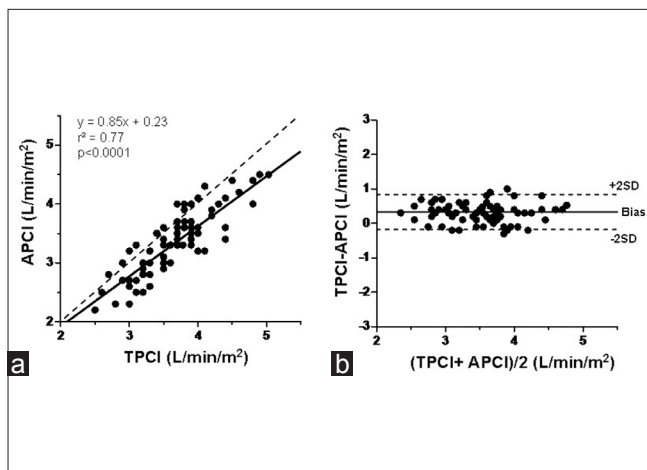 y = 0.85x + 0.23
r² = 0.77
p<0.0001
5
4
3
2
2
3
4
5
APCI (L/min/m²)
TPCI (L/min/m²)
a
3
2
1
0
-1
-2
-3
2
3
4
5
TPCI-APCI (L/min/m²)
+2SD
Bias
-2SD
(TPCI+ APCI)/2 (L/min/m²)
b